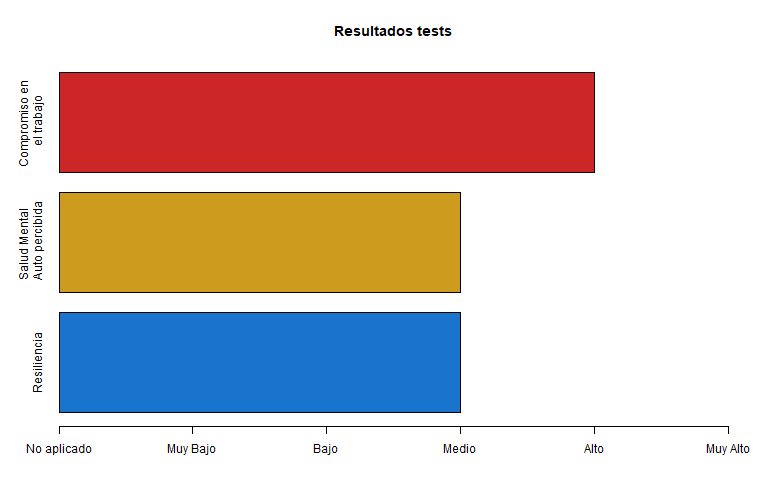 Resultados tests
Compromiso en
el trabajo
Salud Mental
Auto percibida
Resiliencia
No aplicado
Muy Bajo
Bajo
Medio
Alto
Muy Alto